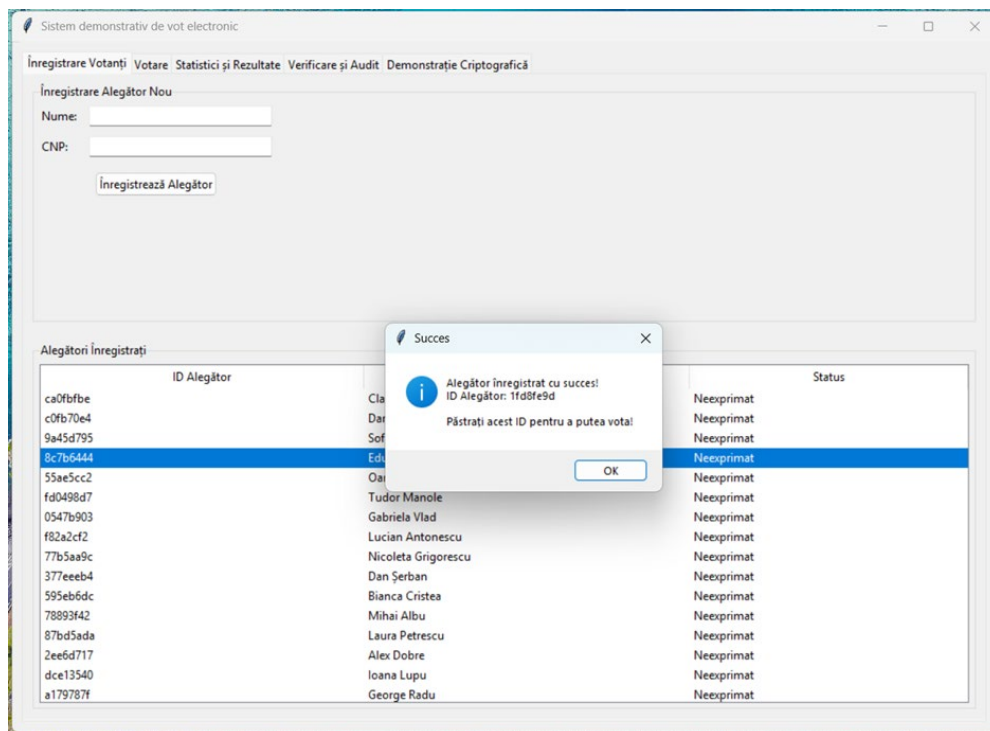 Sistem demonstrativ de vot electronic
Înregistrare Votanți Votare Statistici și Rezultate Verificare și Audit Demonstrație Criptografică
Înregistrare Alegător Nou
Nume:
CNP:
Înregistrează Alegător
Alegători Înregistrați
ID Alegător Status
ca0fbfbe Cla Neexprimat
c0fb70e4 Dar Neexprimat
9a45d795 Sof Neexprimat
8c7b6444 Edu Neexprimat
55ae5cc2 Neexprimat
fd0498d7 Tudor Manole Neexprimat
0547b903 Gabriela Vlad Neexprimat
f82a2cf2 Lucian Antonescu Neexprimat
77b5aa9c Nicoleta Grigorescu Neexprimat
377eeeb4 Dan Șerban Neexprimat
595eb6dc Bianca Cristea Neexprimat
78893f42 Mihai Albu Neexprimat
87bd5ada Laura Petrescu Neexprimat
2ee6d717 Alex Dobre Neexprimat
dce13540 Ioana Lupu Neexprimat
a179787f George Radu Neexprimat
Succes
Alegător înregistrat cu succes!
ID Alegător: 1fd8fe9d
Păstrați acest ID pentru a putea vota!
OK